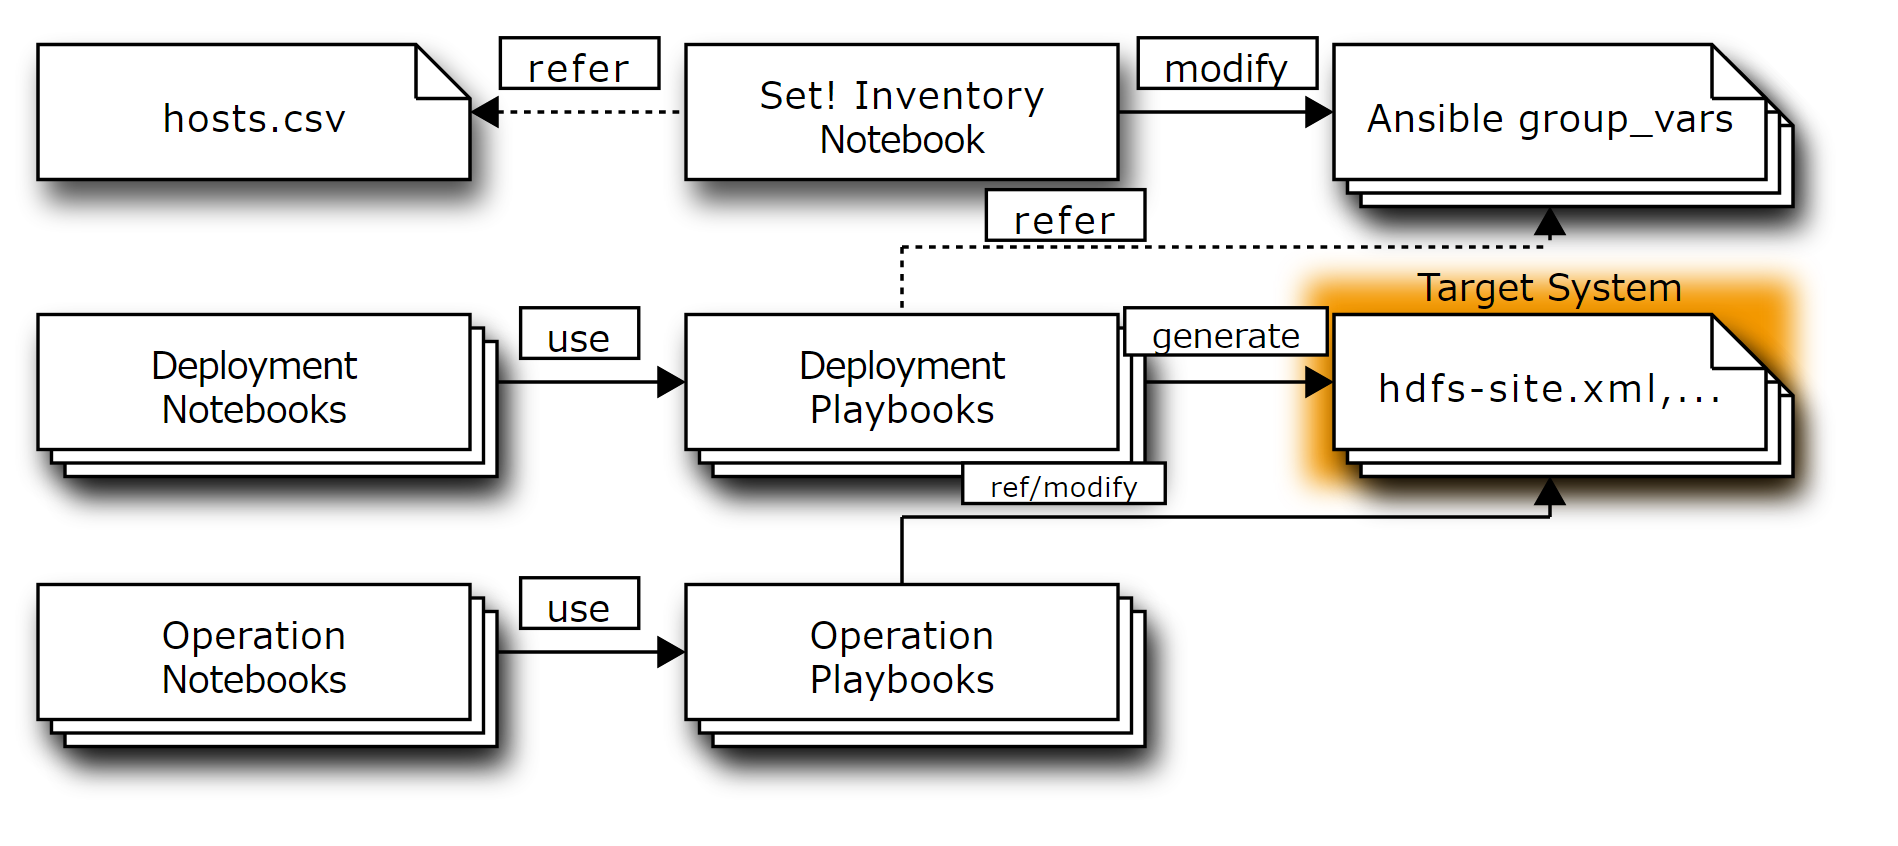 hosts.csv
refer
Set! Inventory
Notebook
modify
Ansible group_vars
refer
Target System
Deployment
Notebooks
use
Deployment
Playbooks
generate
hdfs-site.xml,...
ref/modify
Operation
Notebooks
use
Operation
Playbooks